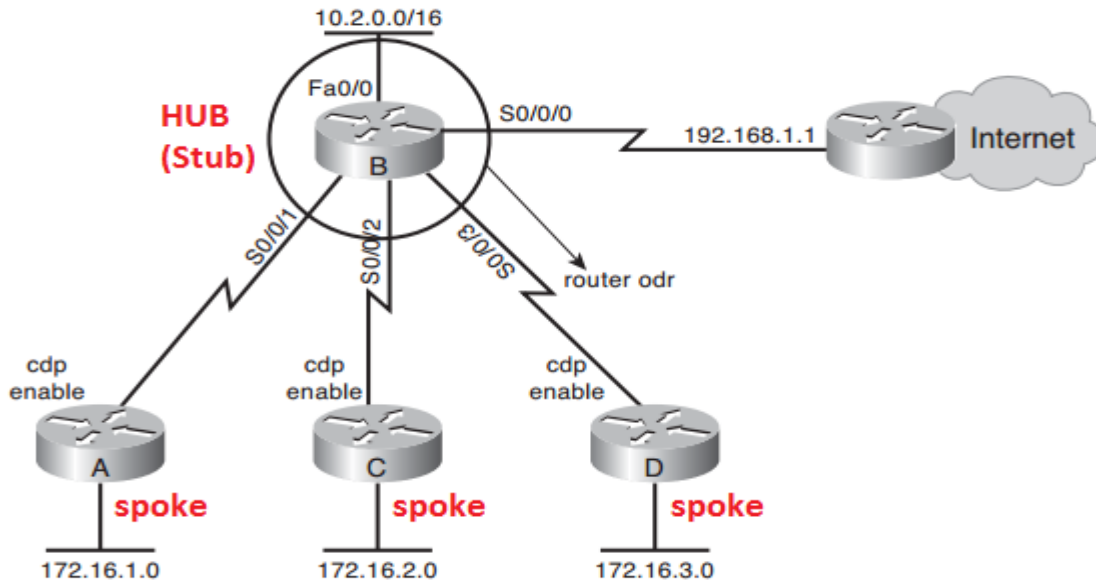 10.2.0.0/16
Fa0/0
HUB
(Stub)
B
S0/0/0
192.168.1.1
Internet
S0/0/1
S0/0/2
S0/0/3
router odr
cdp
enable
cdp
enable
cdp
enable
A
C
D
spoke
spoke
spoke
172.16.1.0
172.16.2.0
172.16.3.0